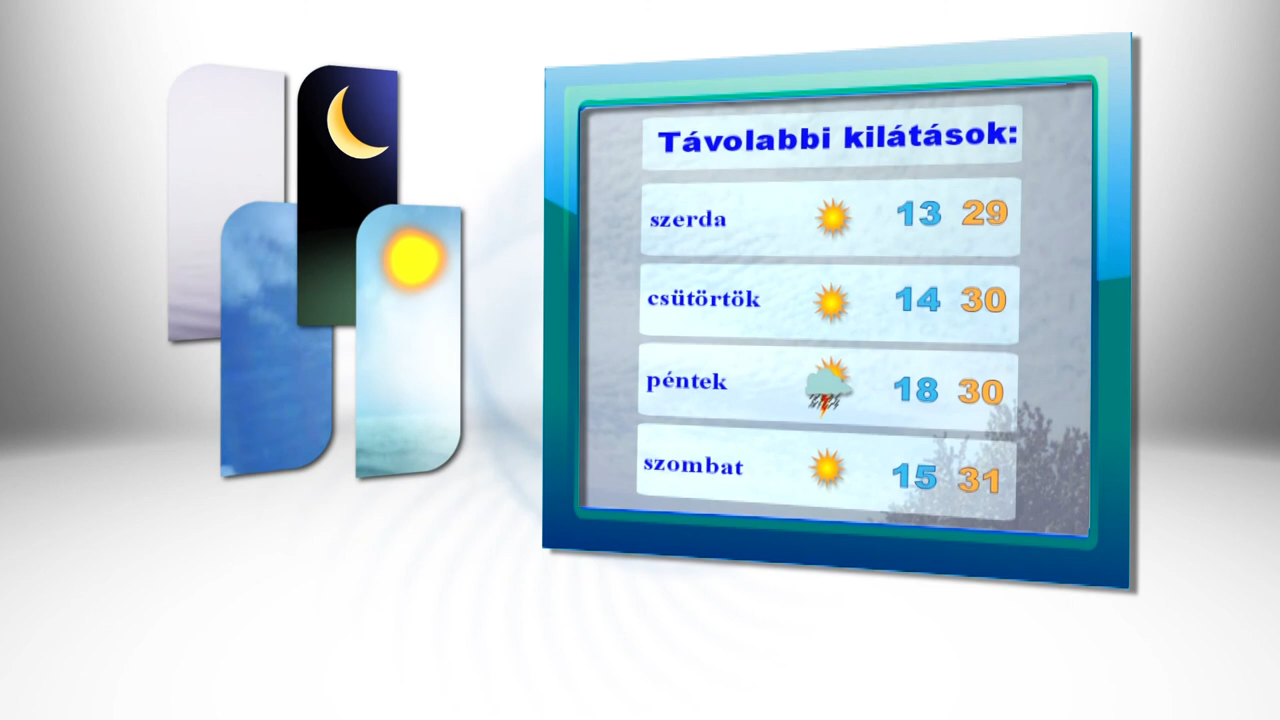 Távolabbi kilátások:
szerda 13 29
csütörtök 14 30
péntek 18 30
szombat 15 31